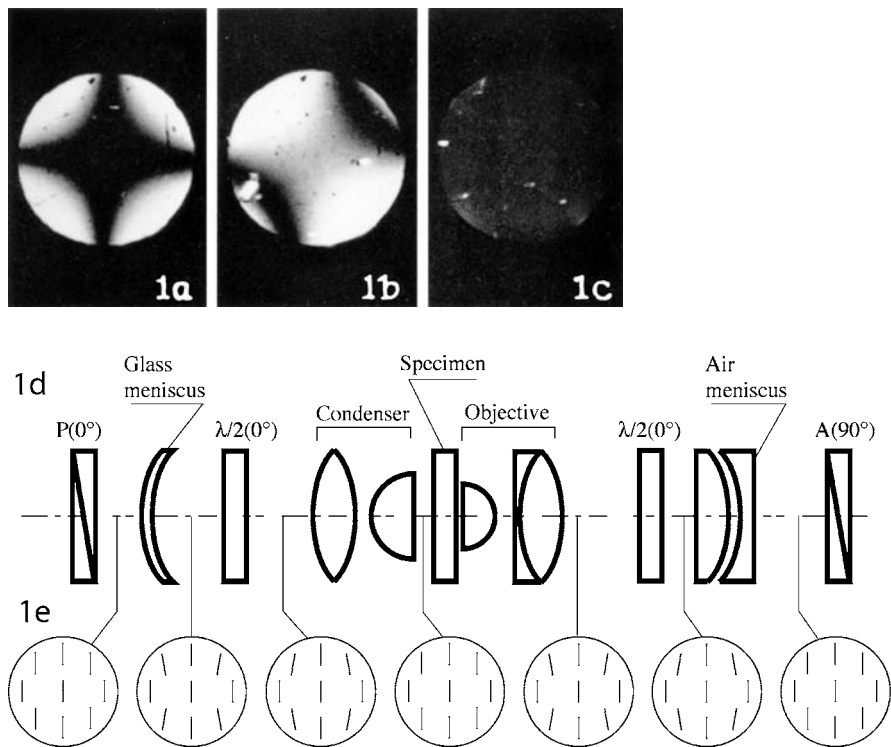 1a
1b
1c
1d
Glass
meniscus
Specimen
Air
meniscus
P(0°)
λ/2(0°)
Condenser
Objective
λ/2(0°)
A(90°)
1e